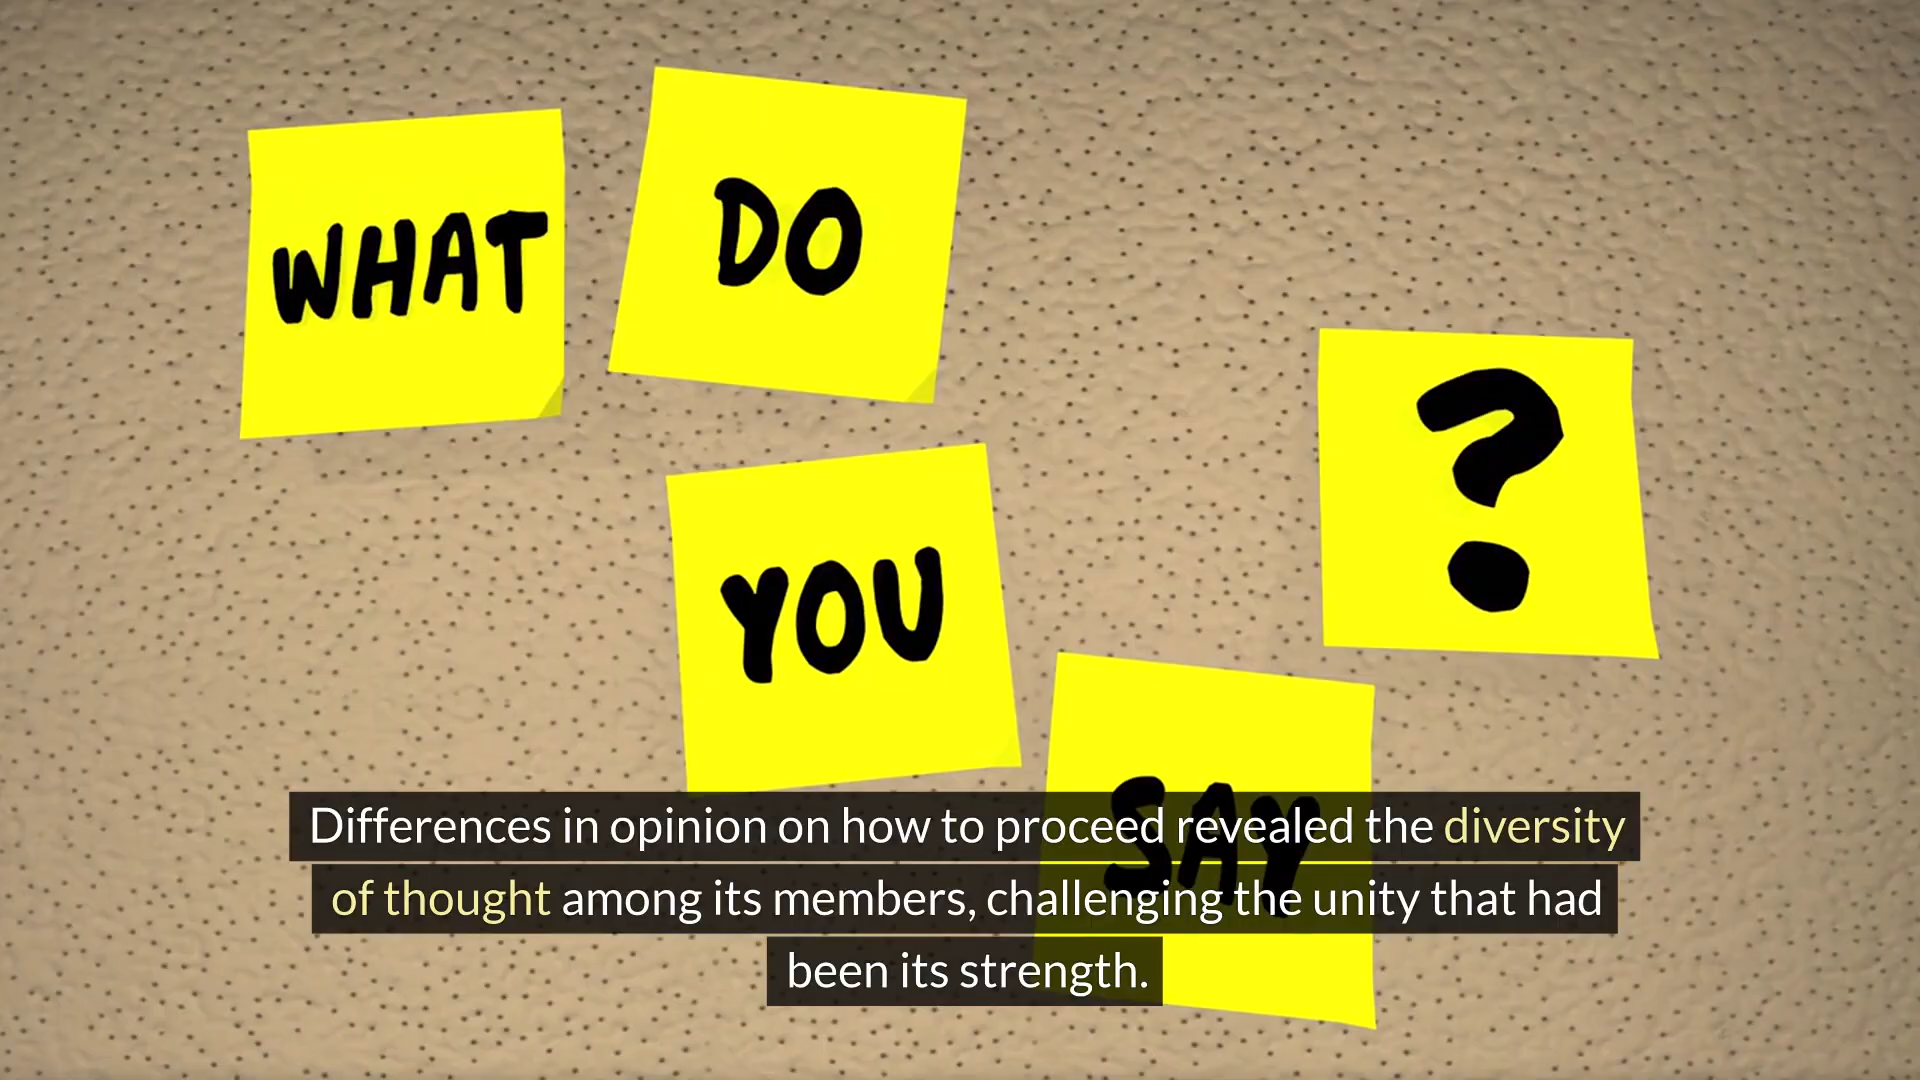 WHAT
DO
YOU
SAY
?
Differences in opinion on how to proceed revealed the diversity
of thought among its members, challenging the unity that had
been its strength.